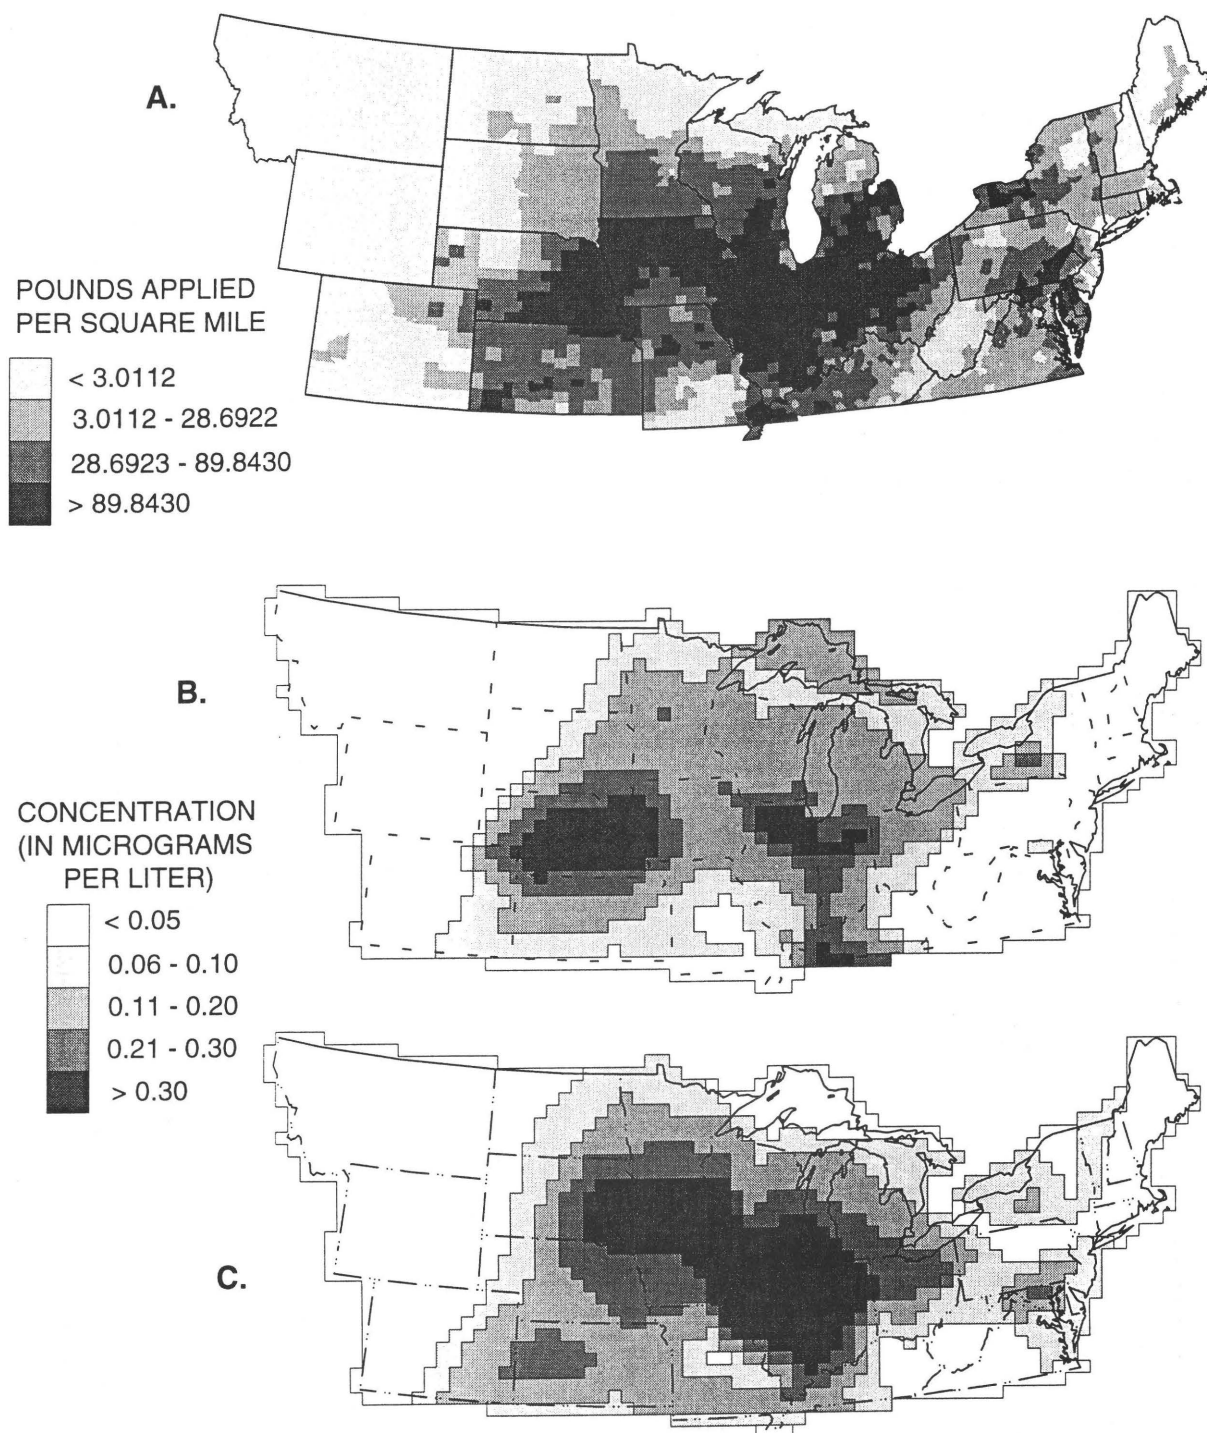 A.
POUNDS APPLIED
PER SQUARE MILE
< 3.0112
3.0112 - 28.6922
28.6923 - 89.8430
> 89.8430
B.
CONCENTRATION
(IN MICROGRAMS
PER LITER)
< 0.05
0.06 - 0.10
0.11 - 0.20
0.21 - 0.30
> 0.30
C.